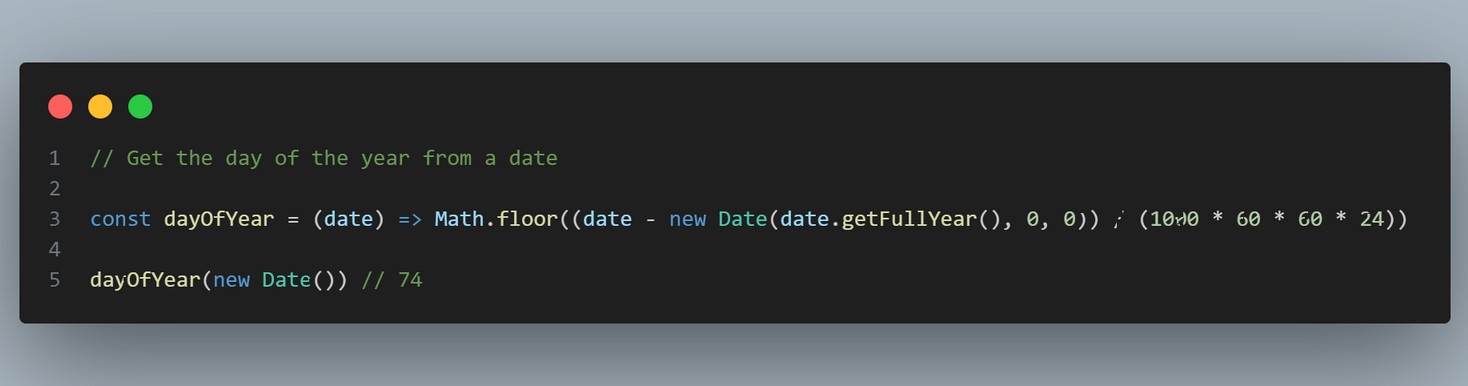 1 // Get the day of the year from a date
2
3 const dayOfYear = (date) => Math.floor((date - new Date(date.getFullYear(), 0, 0)) / (1000 * 60 * 60 * 24))
4
5 dayOfYear(new Date()) // 74